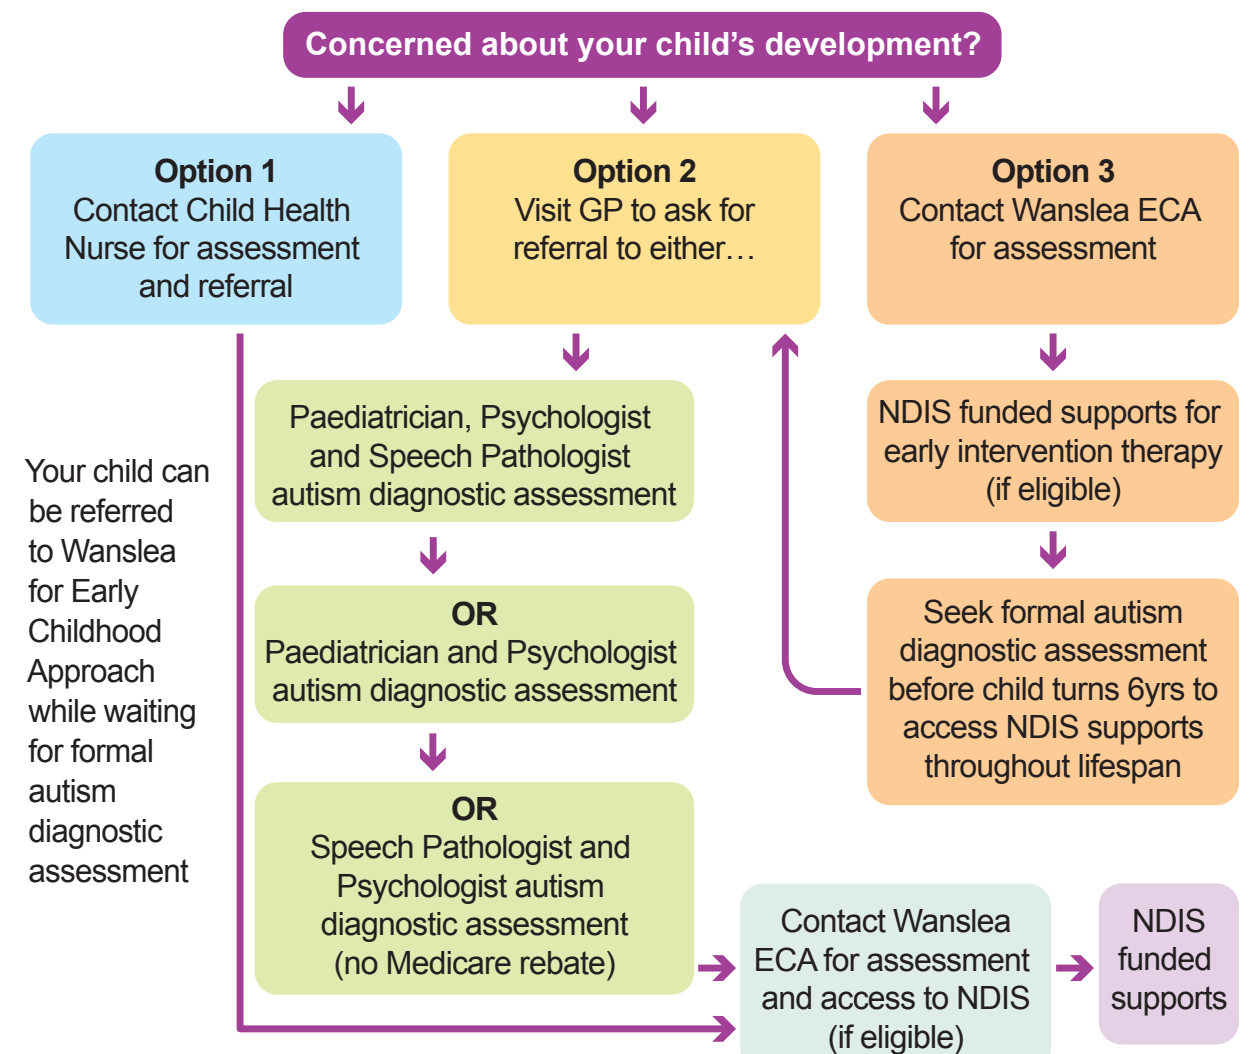 Concerned about your child’s development?
Option 1
Contact Child Health
Nurse for assessment
and referral
Option 2
Visit GP to ask for
referral to either…
Option 3
Contact Wanslea ECA
for assessment
Your child can
be referred
to Wanslea
for Early
Childhood
Approach
while waiting
for formal
autism
diagnostic
assessment
Paediatrician, Psychologist
and Speech Pathologist
autism diagnostic assessment
OR
Paediatrician and Psychologist
autism diagnostic assessment
OR
Speech Pathologist and
Psychologist autism
diagnostic assessment
(no Medicare rebate)
NDIS funded supports for
early intervention therapy
(if eligible)
Seek formal autism
diagnostic assessment
before child turns 6yrs to
access NDIS supports
throughout lifespan
Contact Wanslea
ECA for assessment
and access to NDIS
(if eligible)
NDIS
funded
supports